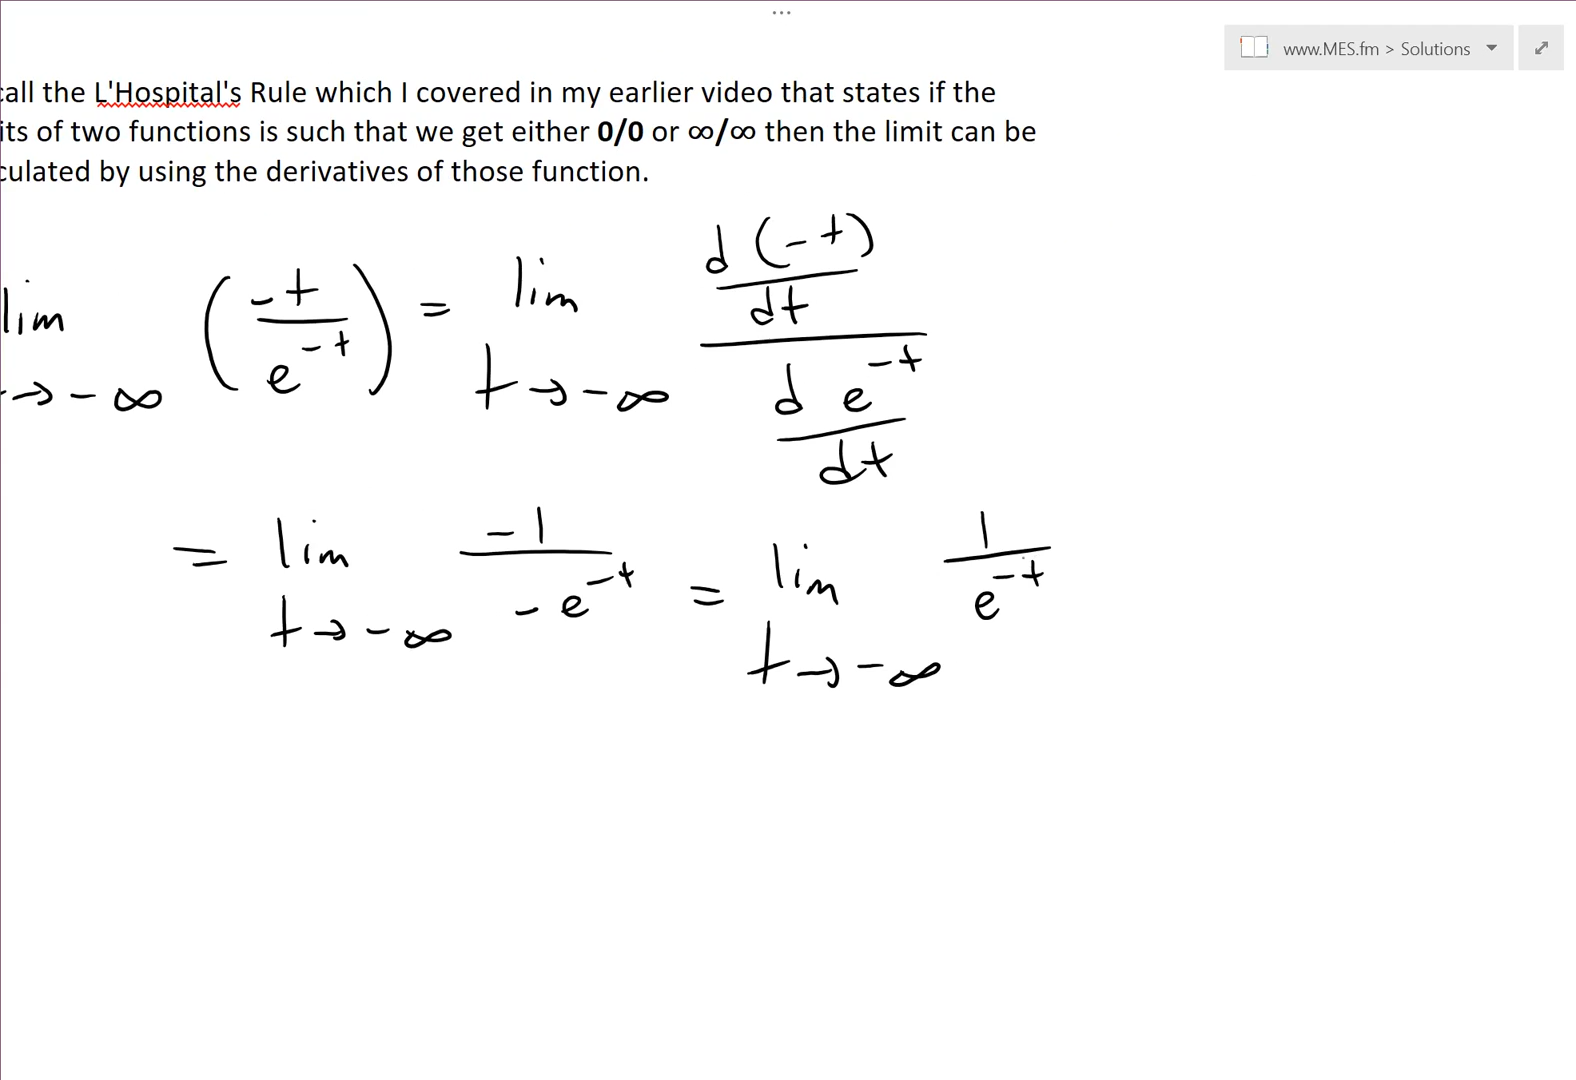 www.MES.fm > Solutions
all the L'Hospital's Rule which I covered in my earlier video that states if the
its of two functions is such that we get either 0/0 or ∞/∞ then the limit can be
culated by using the derivatives of those function.
lim t→-∞ (-t / e^-t) = lim t→-∞ (d(-t)/dt) / (d e^-t/dt)
= lim t→-∞ -1 / -e^-t = lim t→-∞ 1 / e^-t